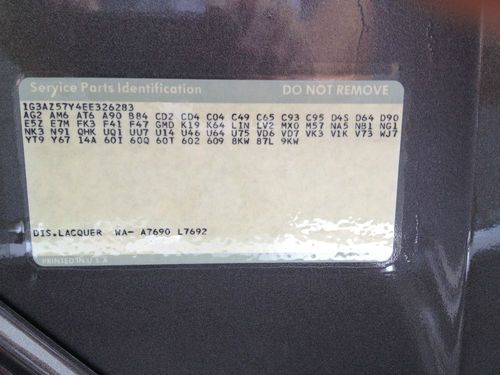 Service Parts Identification DO NOT REMOVE
1G3AZ57Y4EE326283
AG2 AM6 AT6 A90 B84 CD2 CD4 C04 C49 C65 C93 C95 D4S D64 D90
E5Z E7M FK3 F41 F47 GMD K19 K64 LIN LV2 MX0 M57 NA5 NB1 NG1
NK3 N91 QHK UQ1 UU7 U14 U46 U64 U75 VD6 VD7 VK3 V1K V73 WJ7
YT9 Y67 14A 60I 60Q 60T 602 609 8KW 87L 9KW
DIS.LACQUER WA- A7690 L7692
PRINTED IN U.S.A.